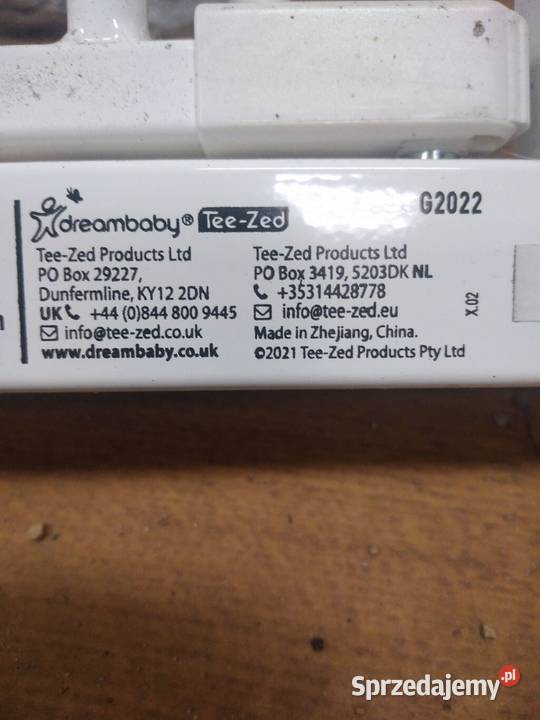 dreambaby® Tee-Zed
G2022
Tee-Zed Products Ltd
PO Box 29227,
Dunfermline, KY12 2DN
UK +44 (0)844 800 9445
info@tee-zed.co.uk
www.dreambaby.co.uk
Tee-Zed Products Ltd
PO Box 3419, 5203DK NL
+35314428778
info@tee-zed.eu
Made in Zhejiang, China.
©2021 Tee-Zed Products Pty Ltd
X.02
Sprzedajemy.pl